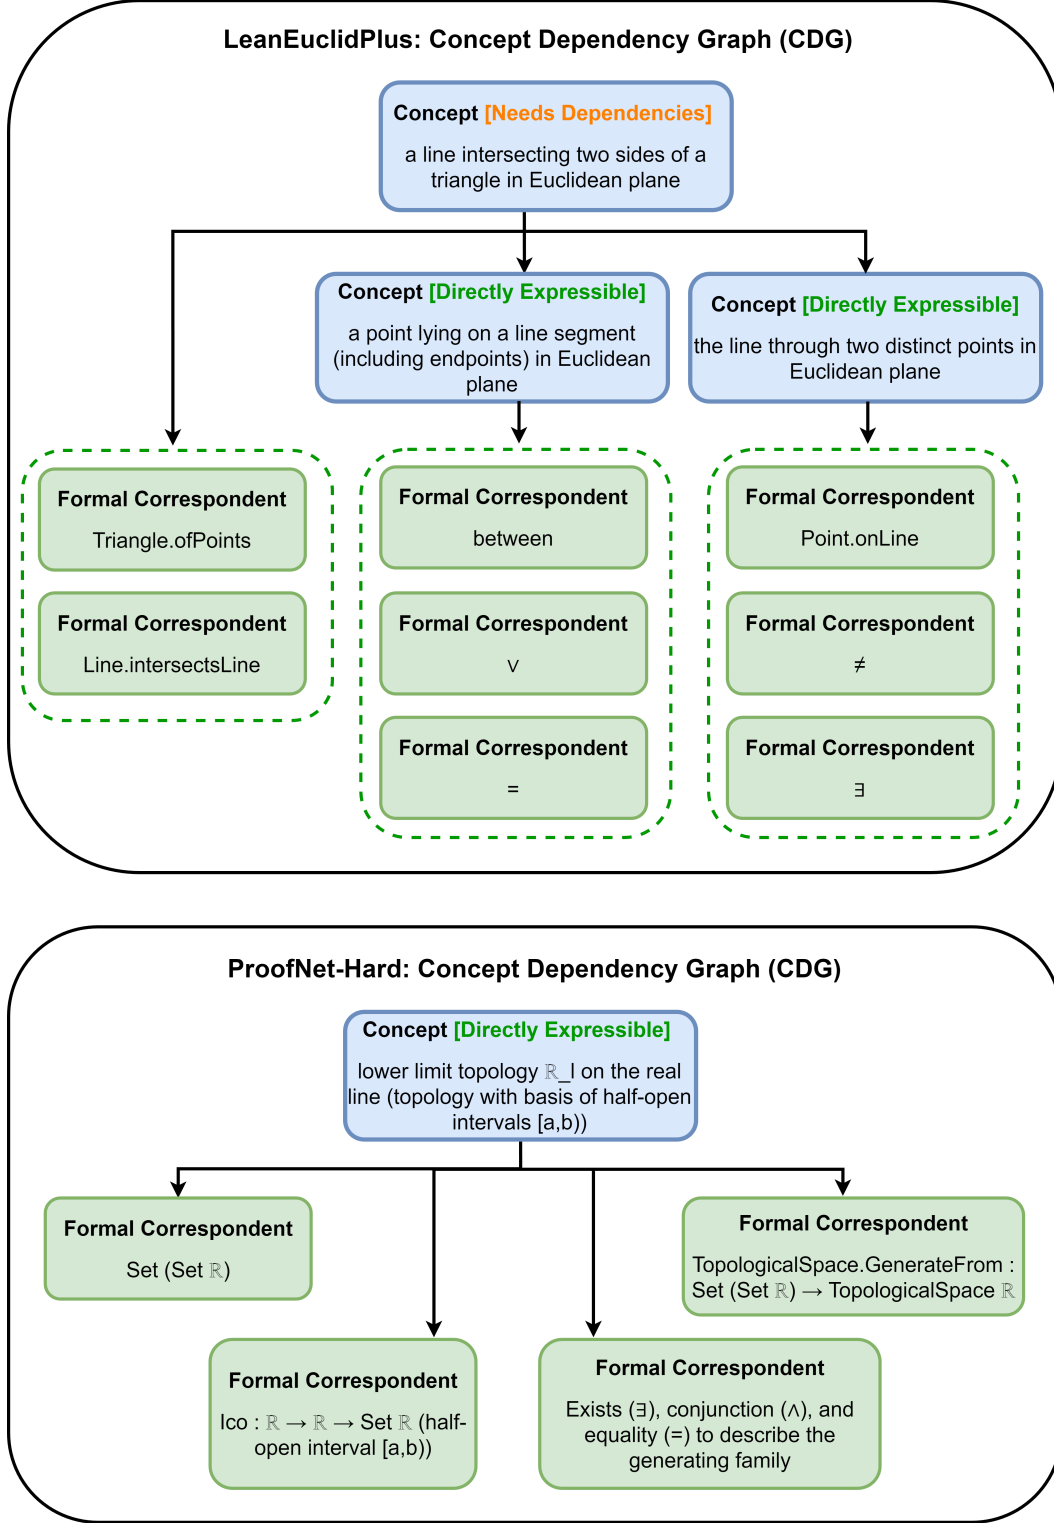 LeanEuclidPlus: Concept Dependency Graph (CDG)
Concept [Needs Dependencies]
a line intersecting two sides of a
triangle in Euclidean plane
Concept [Directly Expressible]
a point lying on a line segment
(including endpoints) in Euclidean
plane
Concept [Directly Expressible]
the line through two distinct points in
Euclidean plane
Formal Correspondent
Triangle.ofPoints
Formal Correspondent
Line.intersectsLine
Formal Correspondent
between
Formal Correspondent
∨
Formal Correspondent
=
Formal Correspondent
Point.onLine
Formal Correspondent
≠
Formal Correspondent
∃
ProofNet-Hard: Concept Dependency Graph (CDG)
Concept [Directly Expressible]
lower limit topology ℝ_l on the real
line (topology with basis of half-open
intervals [a,b))
Formal Correspondent
Set (Set ℝ)
Formal Correspondent
TopologicalSpace.GenerateFrom :
Set (Set ℝ) → TopologicalSpace ℝ
Formal Correspondent
Ico : ℝ → ℝ → Set ℝ (half-
open interval [a,b))
Formal Correspondent
Exists (∃), conjunction (∧), and
equality (=) to describe the
generating family